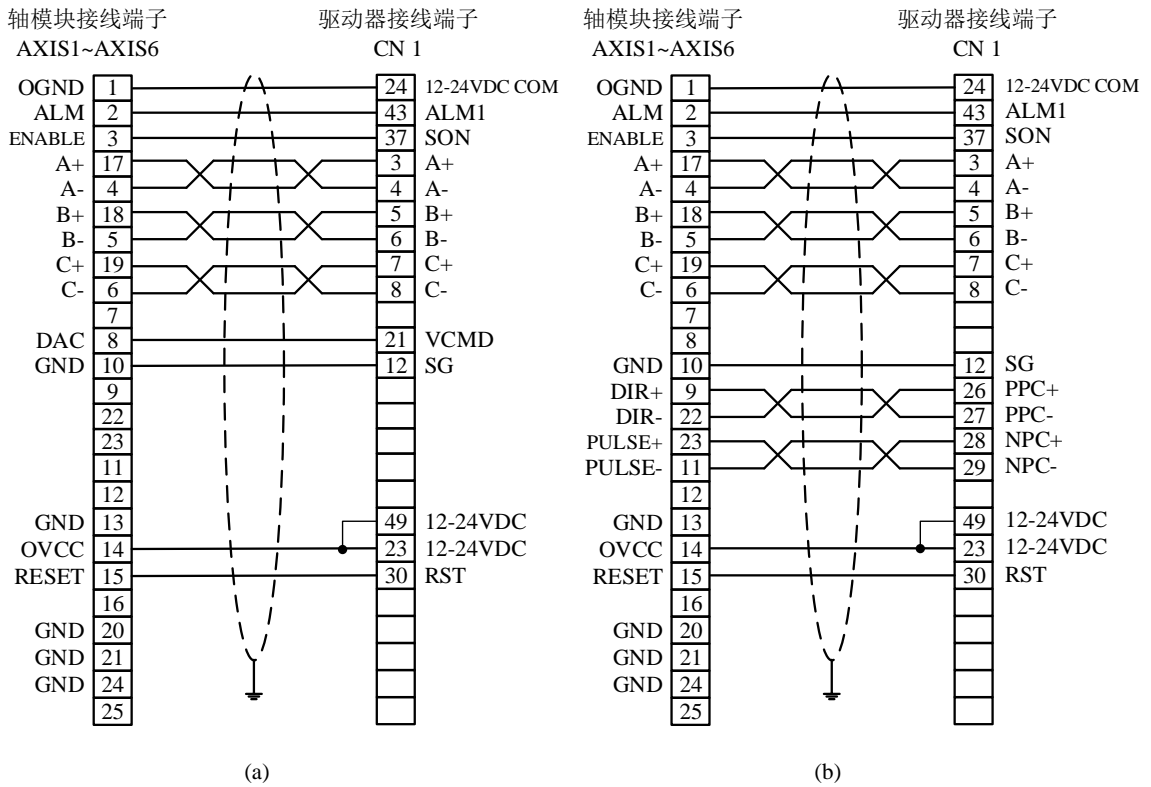 轴模块接线端子 驱动器接线端子
AXIS1~AXIS6 CN 1
OGND 1 24 12-24VDC COM
ALM 2 43 ALM1
ENABLE 3 37 SON
A+ 17 3 A+
A- 4 4 A-
B+ 18 5 B+
B- 5 6 B-
C+ 19 7 C+
C- 6 8 C-
7
DAC 8 21 VCMD
GND 10 12 SG
9
22
23
11
12
GND 13 49 12-24VDC
OVCC 14 23 12-24VDC
RESET 15 30 RST
16
GND 20
GND 21
GND 24
25
(a)
轴模块接线端子 驱动器接线端子
AXIS1~AXIS6 CN 1
OGND 1 24 12-24VDC COM
ALM 2 43 ALM1
ENABLE 3 37 SON
A+ 17 3 A+
A- 4 4 A-
B+ 18 5 B+
B- 5 6 B-
C+ 19 7 C+
C- 6 8 C-
7
8
GND 10 12 SG
DIR+ 9 26 PPC+
DIR- 22 27 PPC-
PULSE+ 23 28 NPC+
PULSE- 11 29 NPC-
12
GND 13 49 12-24VDC
OVCC 14 23 12-24VDC
RESET 15 30 RST
16
GND 20
GND 21
GND 24
25
(b)